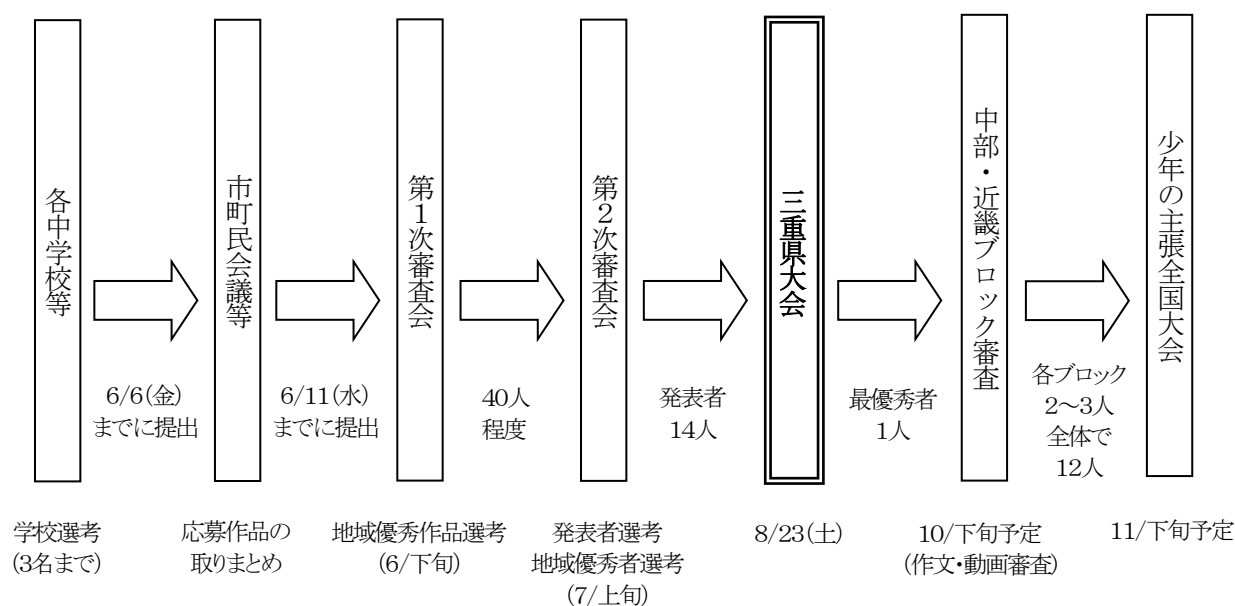 各中学校等
市町民会議等
第1次審査会
第2次審査会
三重県大会
中部・近畿ブロック審査
少年の主張全国大会
6/6(金)
までに提出
6/11(水)
までに提出
40人
程度
発表者
14人
最優秀者
1人
各ブロック
2～3人
全体で
12人
学校選考
(3名まで)
応募作品の
取りまとめ
地域優秀作品選考
(6/下旬)
発表者選考
地域優秀者選考
(7/上旬)
8/23(土)
10/下旬予定
(作文・動画審査)
11/下旬予定